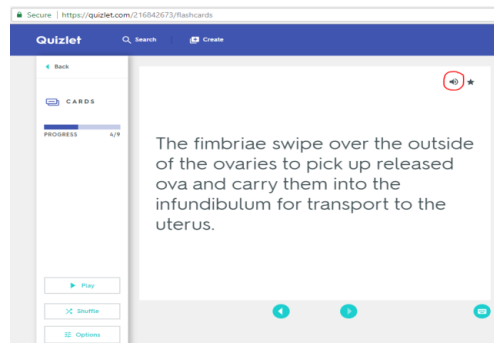 Secure | https://quizlet.com/216842673/flashcards
Quizlet Search Create
Back
CARDS
PROGRESS 4/9
The fimbriae swipe over the outside
of the ovaries to pick up released
ova and carry them into the
infundibulum for transport to the
uterus.
Play
Shuffle
Options